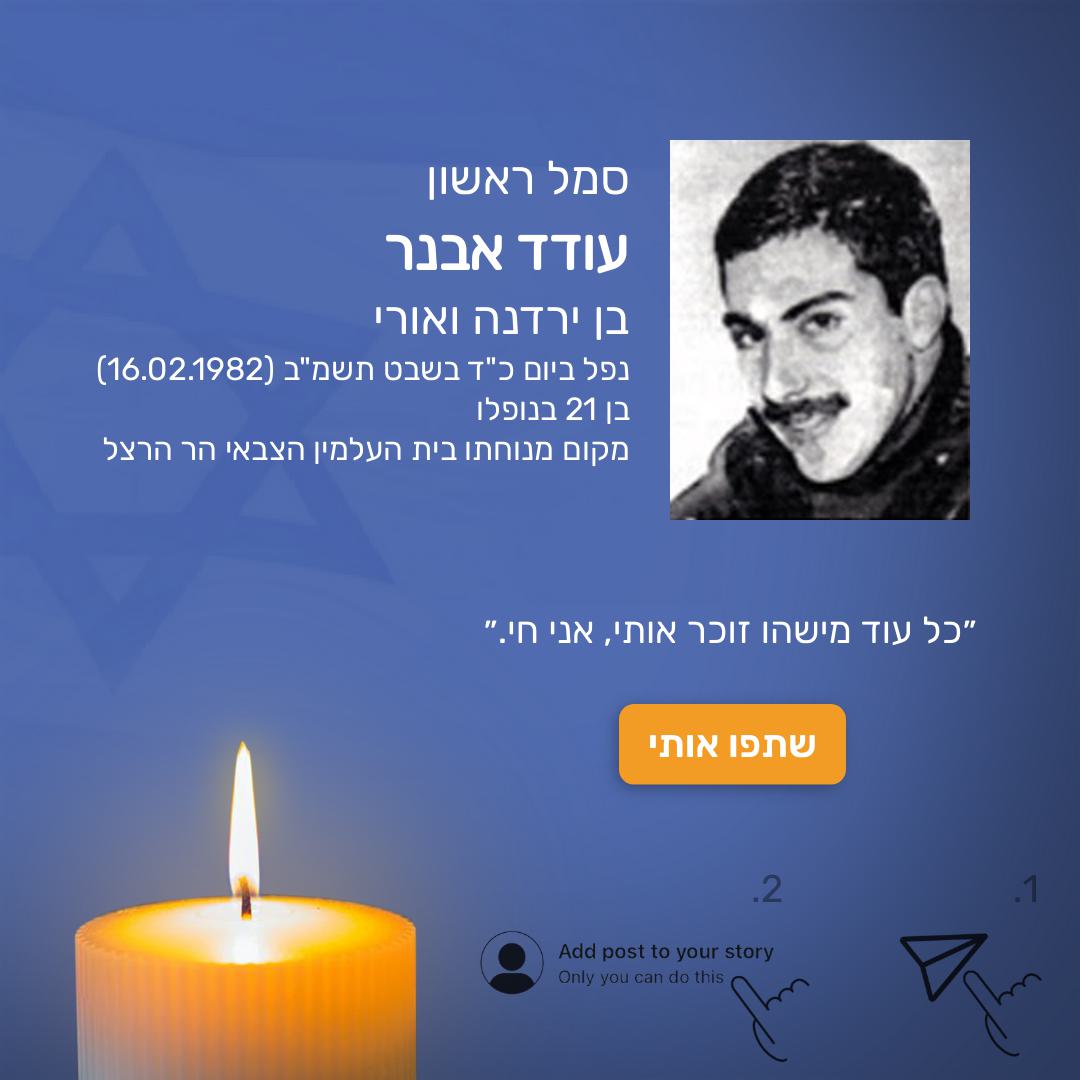 סמל ראשון
עודד אבנר
בן ירדנה ואורי
נפל ביום כ"ד בשבט תשמ"ב (16.02.1982)
בן 21 בנופלו
מקום מנוחתו בית העלמין הצבאי הר הרצל
״כל עוד מישהו זוכר אותי, אני חי.״
שתפו אותי
1.
2.
Add post to your story
Only you can do this